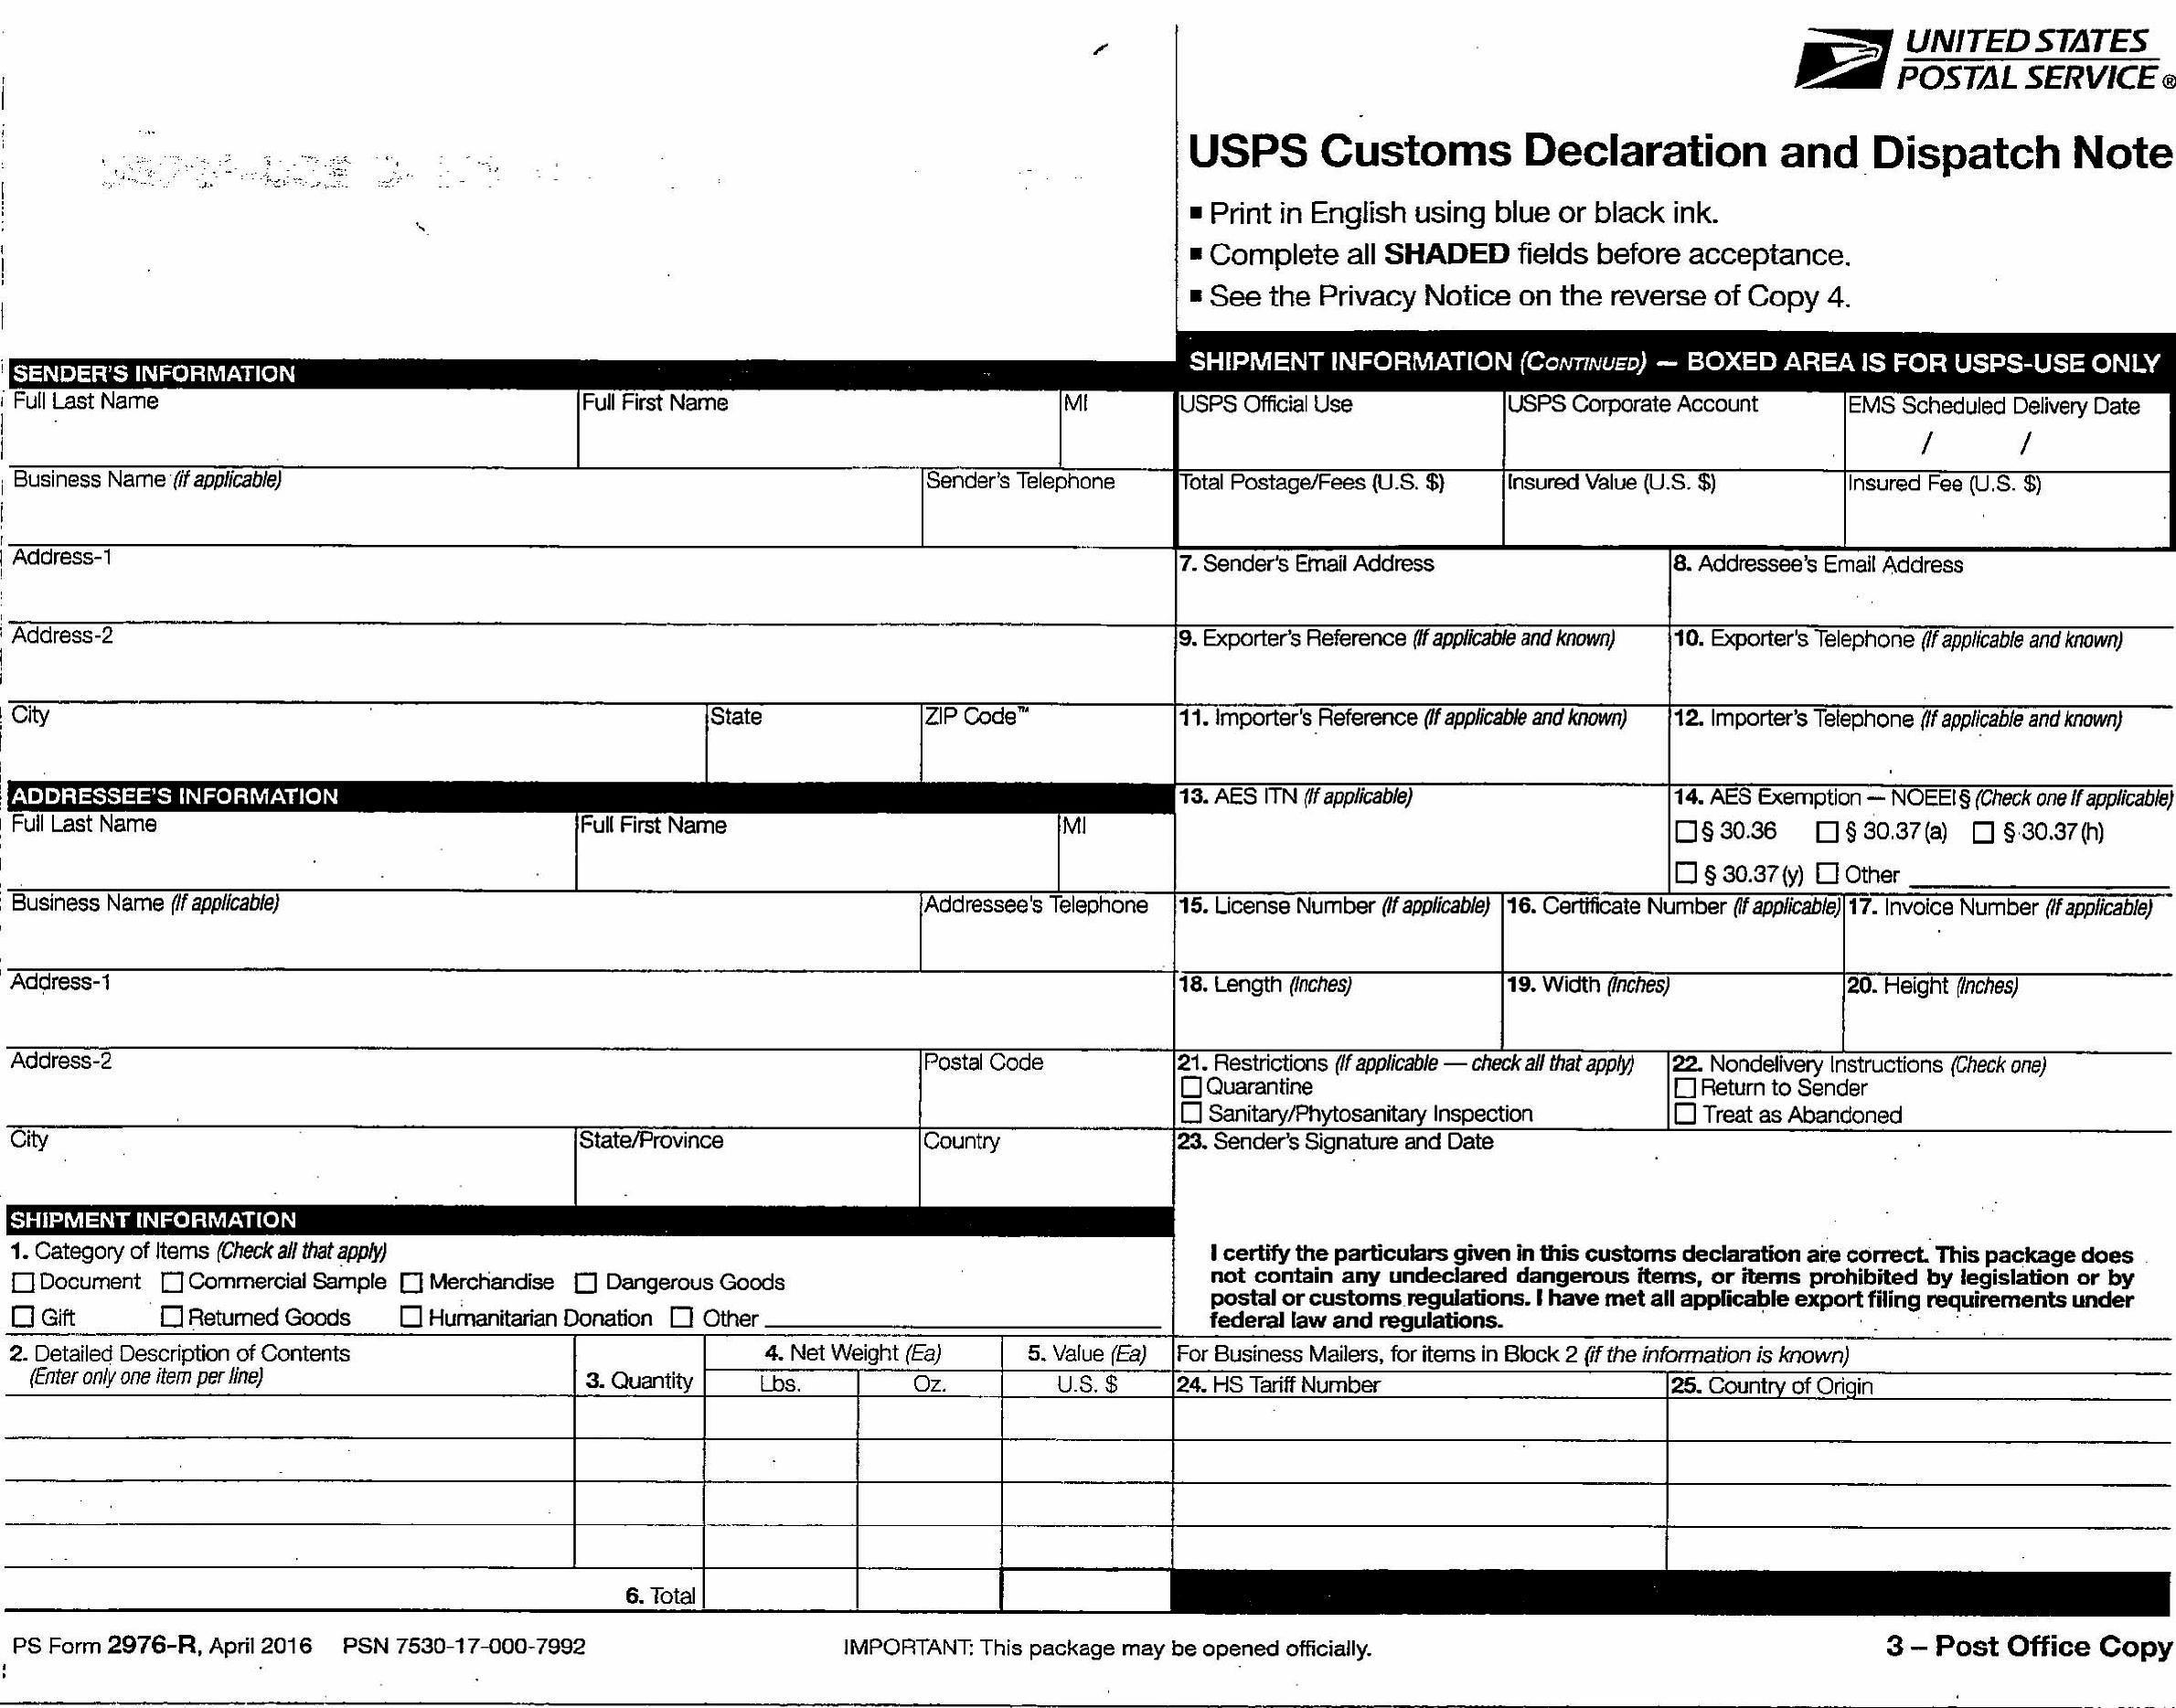 UNITED STATES
POSTAL SERVICE ®
USPS Customs Declaration and Dispatch Note
■ Print in English using blue or black ink.
■ Complete all SHADED fields before acceptance.
■ See the Privacy Notice on the reverse of Copy 4.
SENDER'S INFORMATION
Full Last Name Full First Name MI
Business Name (if applicable) Sender's Telephone
Address-1
Address-2
City State ZIP Code™
ADDRESSEE'S INFORMATION
Full Last Name Full First Name MI
Business Name (If applicable) Addressee's Telephone
Address-1
Address-2 Postal Code
City State/Province Country
SHIPMENT INFORMATION
1. Category of Items (Check all that apply)
☐ Document ☐ Commercial Sample ☐ Merchandise ☐ Dangerous Goods
☐ Gift ☐ Returned Goods ☐ Humanitarian Donation ☐ Other
2. Detailed Description of Contents
(Enter only one item per line)
3. Quantity
4. Net Weight (Ea)
Lbs. Oz.
5. Value (Ea)
U.S. $
6. Total
SHIPMENT INFORMATION (CONTINUED) — BOXED AREA IS FOR USPS-USE ONLY
USPS Official Use USPS Corporate Account EMS Scheduled Delivery Date
/ /
Total Postage/Fees (U.S. $) Insured Value (U.S. $) Insured Fee (U.S. $)
7. Sender's Email Address 8. Addressee's Email Address
9. Exporter's Reference (If applicable and known) 10. Exporter's Telephone (If applicable and known)
11. Importer's Reference (If applicable and known) 12. Importer's Telephone (If applicable and known)
13. AES ITN (If applicable) 14. AES Exemption — NOEEI § (Check one If applicable)
☐ § 30.36 ☐ § 30.37 (a) ☐ § 30.37 (h)
☐ § 30.37 (y) ☐ Other
15. License Number (If applicable) 16. Certificate Number (If applicable) 17. Invoice Number (If applicable)
18. Length (Inches) 19. Width (Inches) 20. Height (Inches)
21. Restrictions (If applicable — check all that apply) 22. Nondelivery Instructions (Check one)
☐ Quarantine ☐ Return to Sender
☐ Sanitary/Phytosanitary Inspection ☐ Treat as Abandoned
23. Sender's Signature and Date
I certify the particulars given in this customs declaration are correct. This package does
not contain any undeclared dangerous items, or items prohibited by legislation or by
postal or customs regulations. I have met all applicable export filing requirements under
federal law and regulations.
For Business Mailers, for items in Block 2 (if the information is known)
24. HS Tariff Number 25. Country of Origin
PS Form 2976-R, April 2016 PSN 7530-17-000-7992 IMPORTANT: This package may be opened officially. 3 – Post Office Copy